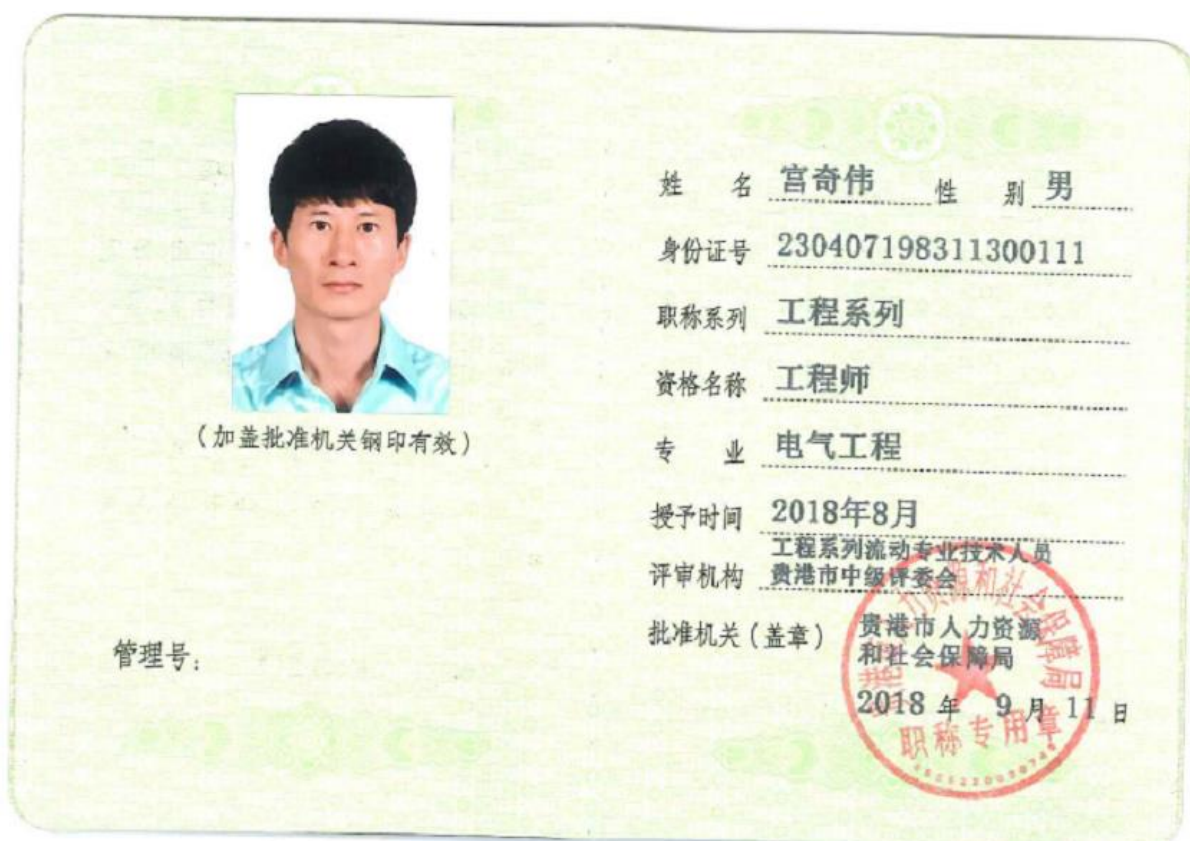 （加盖批准机关钢印有效）
管理号：
姓 名 宫奇伟 性 别 男
身份证号 230407198311300111
职称系列 工程系列
资格名称 工程师
专 业 电气工程
授予时间 2018年8月
工程系列流动专业技术人员
评审机构 贵港市中级评委会
批准机关（盖章） 贵港市人力资源
和社会保障局
2018 年 9 月 11 日
职称专用章